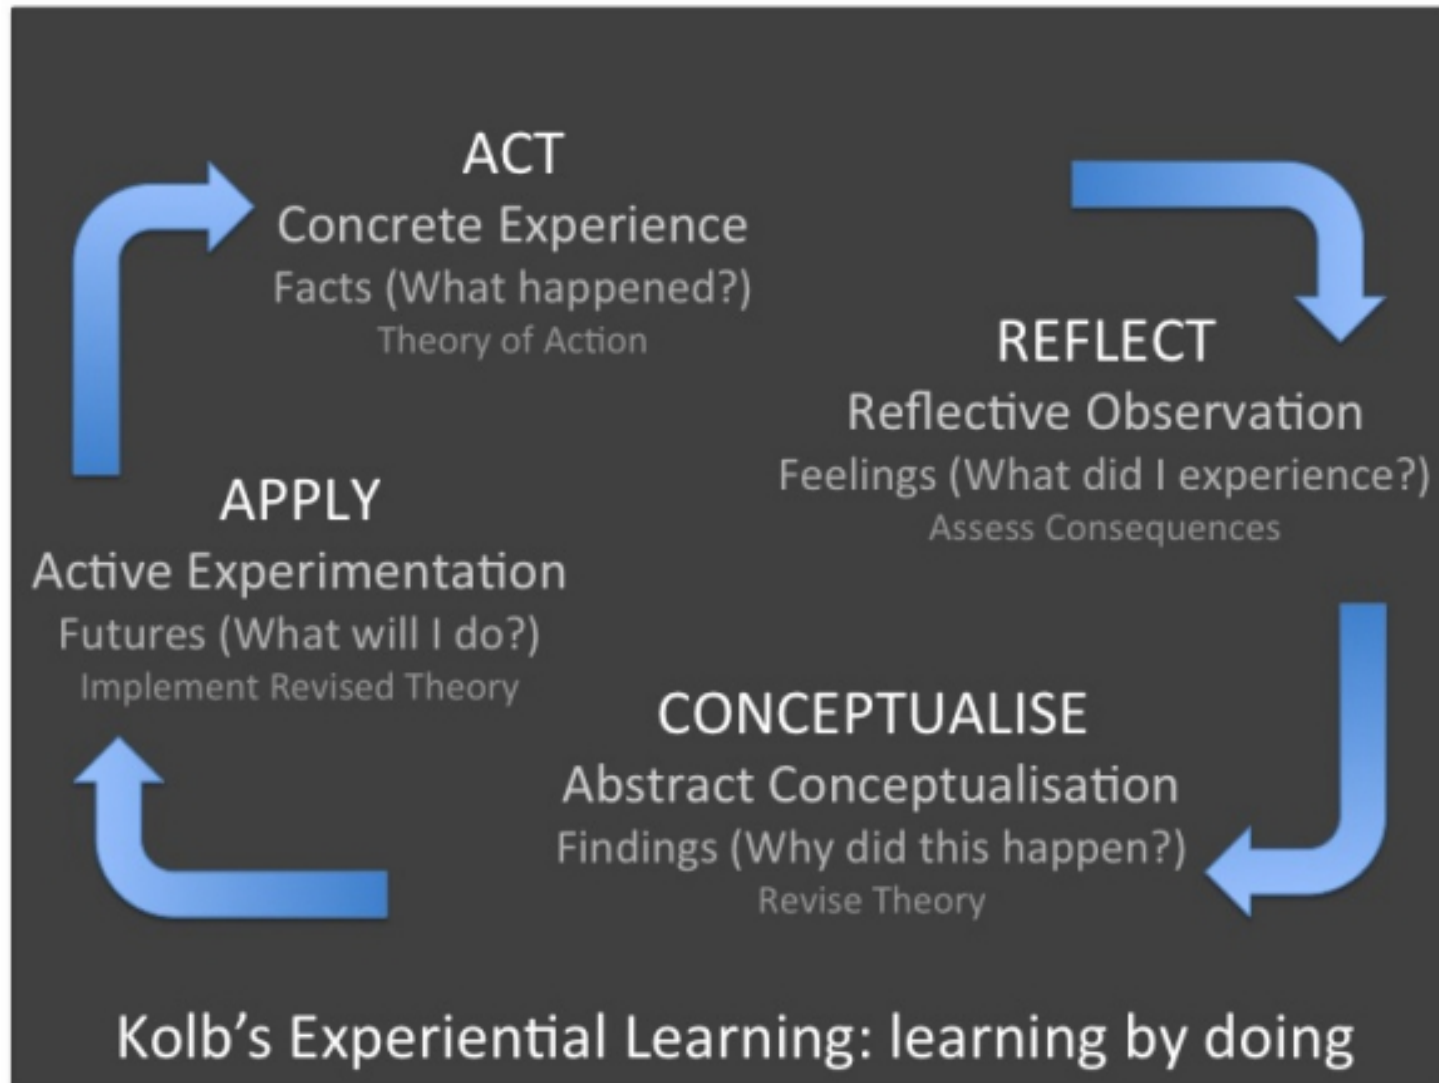 ACT
Concrete Experience
Facts (What happened?)
Theory of Action
REFLECT
Reflective Observation
Feelings (What did I experience?)
Assess Consequences
CONCEPTUALISE
Abstract Conceptualisation
Findings (Why did this happen?)
Revise Theory
APPLY
Active Experimentation
Futures (What will I do?)
Implement Revised Theory
Kolb’s Experiential Learning: learning by doing